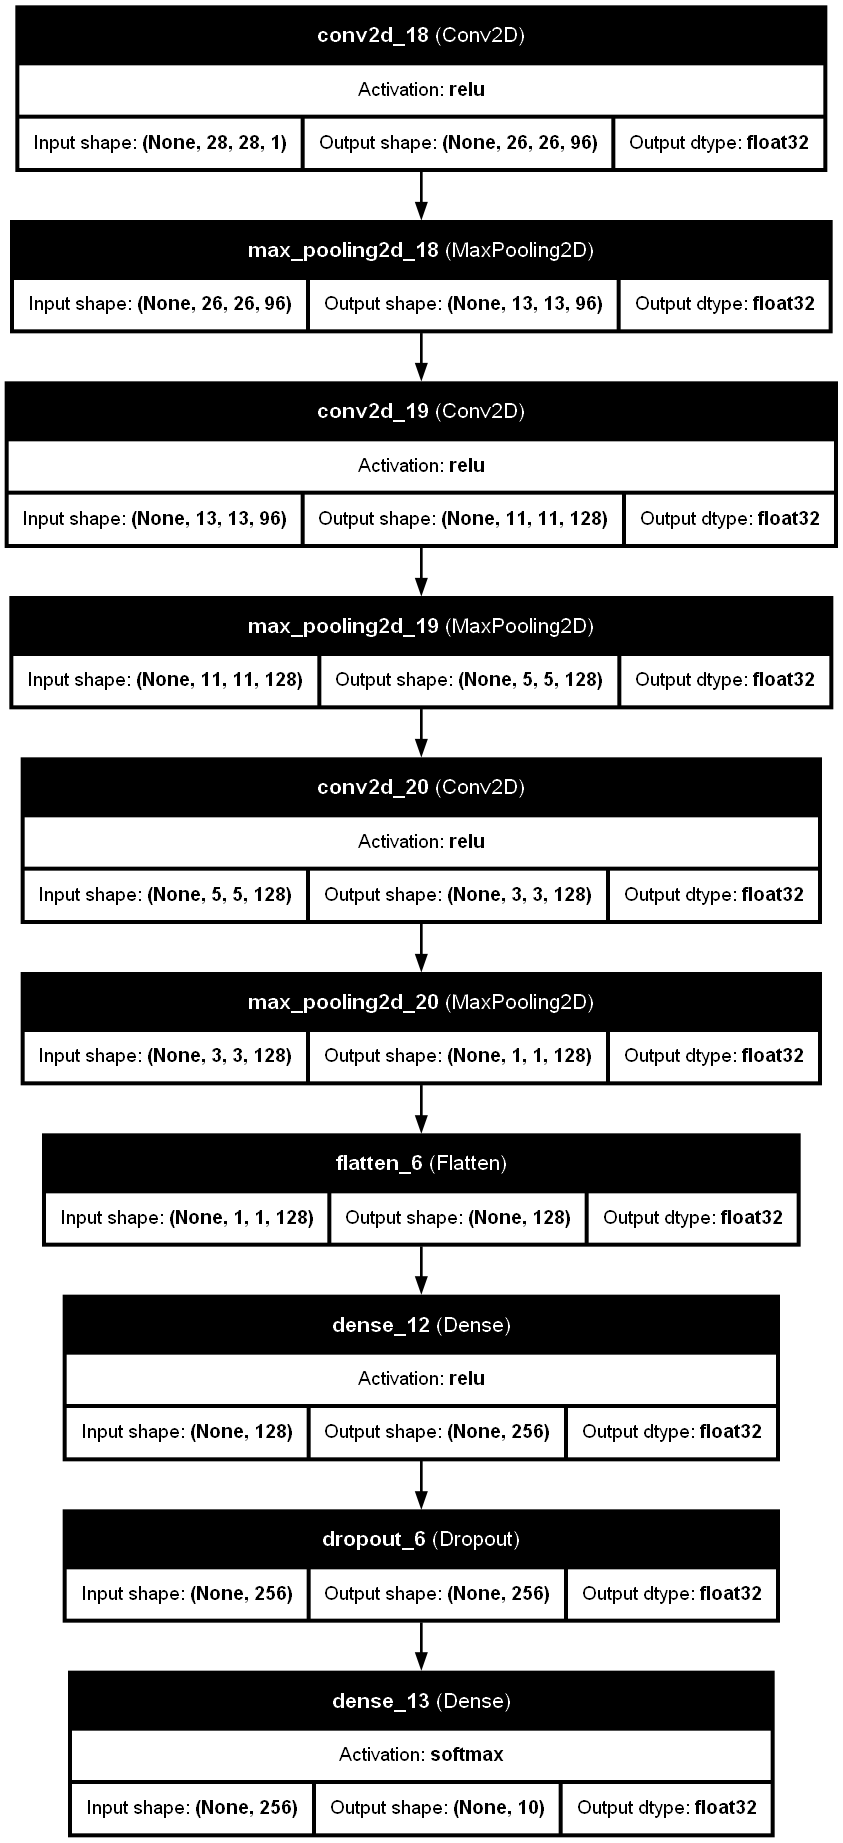 conv2d_18 (Conv2D)
Activation: relu
Input shape: (None, 28, 28, 1) Output shape: (None, 26, 26, 96) Output dtype: float32
max_pooling2d_18 (MaxPooling2D)
Input shape: (None, 26, 26, 96) Output shape: (None, 13, 13, 96) Output dtype: float32
conv2d_19 (Conv2D)
Activation: relu
Input shape: (None, 13, 13, 96) Output shape: (None, 11, 11, 128) Output dtype: float32
max_pooling2d_19 (MaxPooling2D)
Input shape: (None, 11, 11, 128) Output shape: (None, 5, 5, 128) Output dtype: float32
conv2d_20 (Conv2D)
Activation: relu
Input shape: (None, 5, 5, 128) Output shape: (None, 3, 3, 128) Output dtype: float32
max_pooling2d_20 (MaxPooling2D)
Input shape: (None, 3, 3, 128) Output shape: (None, 1, 1, 128) Output dtype: float32
flatten_6 (Flatten)
Input shape: (None, 1, 1, 128) Output shape: (None, 128) Output dtype: float32
dense_12 (Dense)
Activation: relu
Input shape: (None, 128) Output shape: (None, 256) Output dtype: float32
dropout_6 (Dropout)
Input shape: (None, 256) Output shape: (None, 256) Output dtype: float32
dense_13 (Dense)
Activation: softmax
Input shape: (None, 256) Output shape: (None, 10) Output dtype: float32